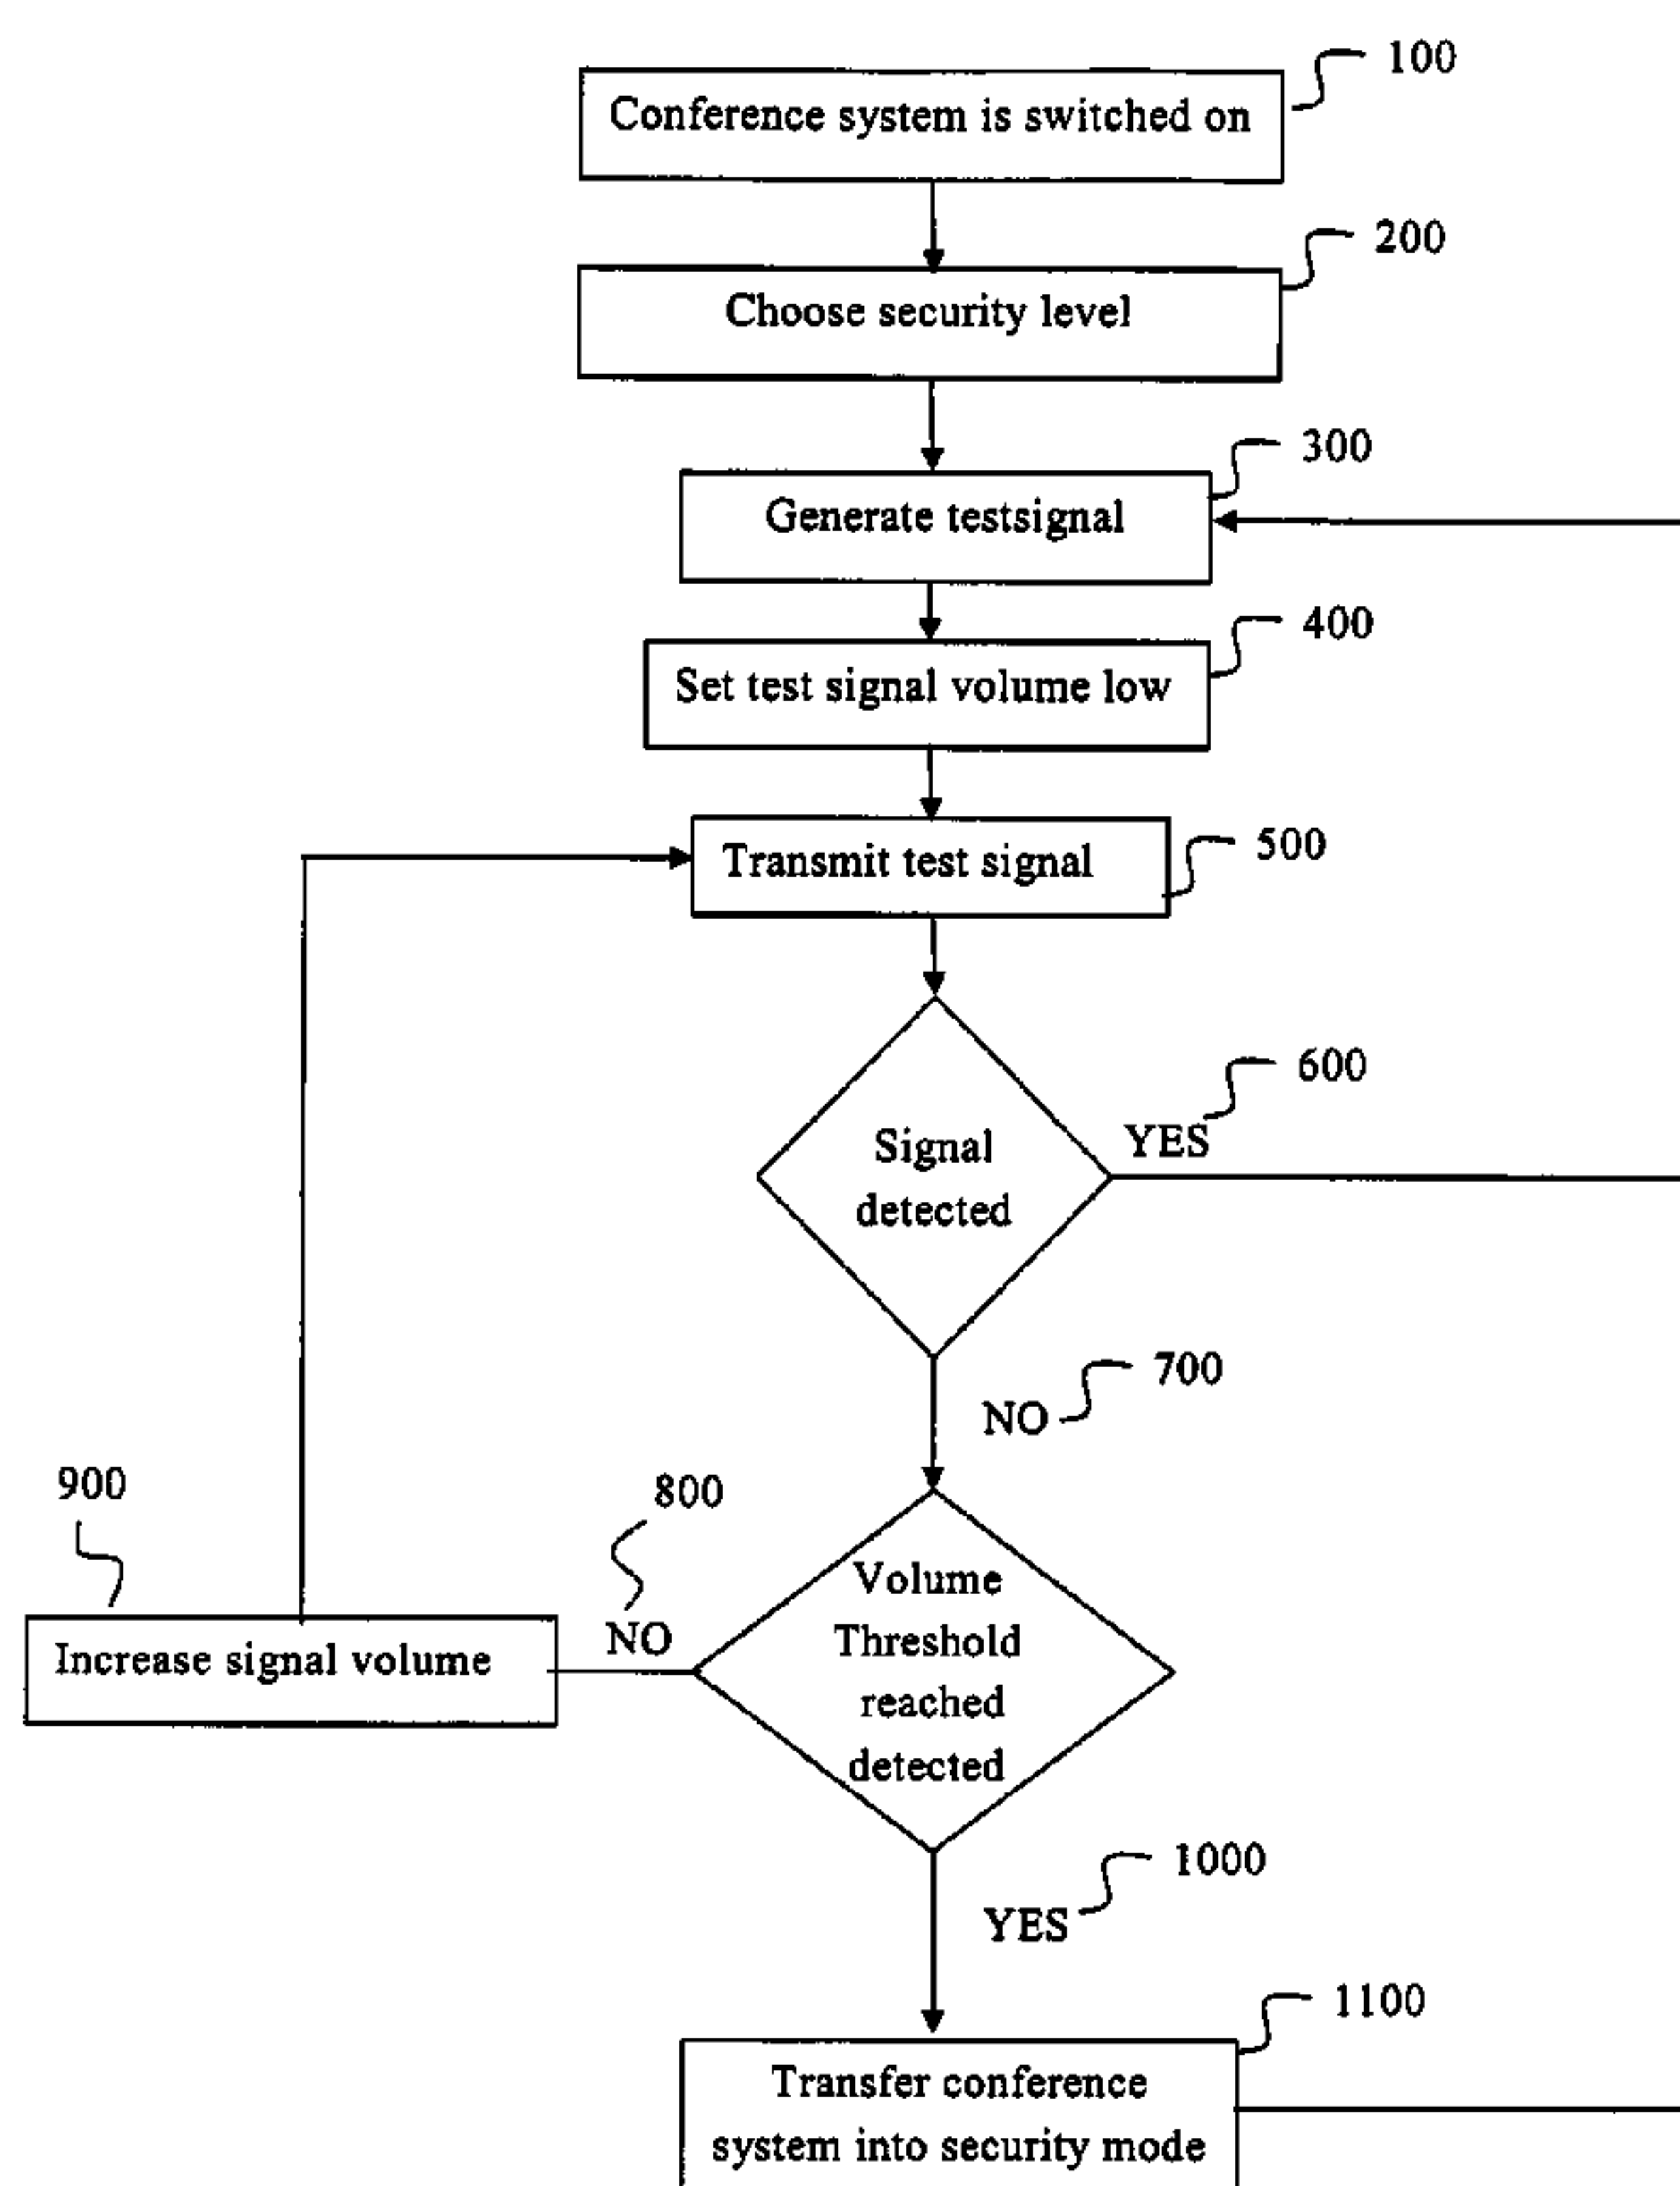 100
Conference system is switched on
200
Choose security level
300
Generate testsignal
400
Set test signal volume low
500
Transmit test signal
600
YES
Signal
detected
700
NO
900
800
Volume
NO
Threshold
Increase signal volume
reached
detected
1000
YES
1100
Transfer conference
system into security mode